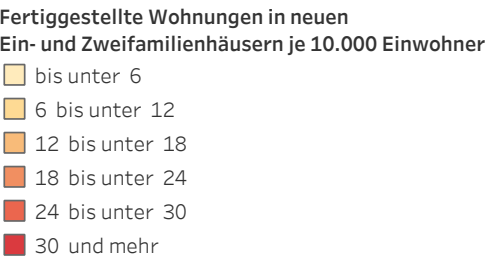 Fertiggestellte Wohnungen in neuen
Ein- und Zweifamilienhäusern je 10.000 Einwohner
bis unter 6
6 bis unter 12
12 bis unter 18
18 bis unter 24
24 bis unter 30
30 und mehr